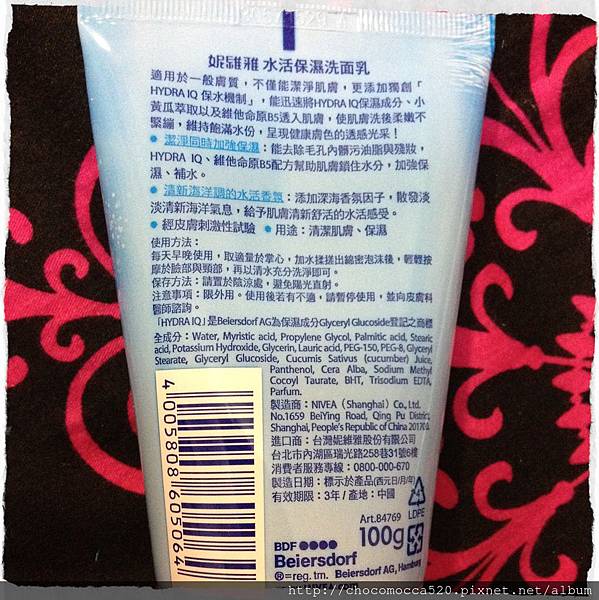 妮維雅 水活保濕洗面乳
適用於一般膚質，不僅能潔淨肌膚，更添加獨創「
HYDRA IQ 保水機制」，能迅速將HYDRA IQ保濕成分、小
黃瓜萃取以及維他命原B5透入肌膚，使肌膚洗後柔嫩不
緊繃，維持飽滿水份，呈現健康膚色的透感光采！
● 潔淨同時加強保濕：能去除毛孔內髒污油脂與殘妝，
HYDRA IQ、維他命原B5配方幫助肌膚鎖住水分，加強保
濕、補水。
● 清新海洋調的水活香氛：添加深海香氛因子，散發淡
淡清新海洋氣息，給予肌膚清新舒活的水活感受。
● 經皮膚刺激性試驗 ● 用途：清潔肌膚、保濕
使用方法：
每天早晚使用，取適量於掌心，加水揉搓出綿密泡沫後，輕輕按
摩於臉部與頸部，再以清水充分洗淨即可。
保存方法：請置於陰涼處，避免陽光直射。
注意事項：限外用。使用後若有不適，請暫停使用，並向皮膚科
醫師諮詢。
「HYDRA IQ」是Beiersdorf AG為保濕成分Glyceryl Glucoside登記之商標
全成分：Water, Myristic acid, Propylene Glycol, Palmitic acid, Stearic
acid, Potassium Hydroxide, Glycerin, Lauric acid, PEG-150, PEG-8, Glyceryl
Stearate, Glyceryl Glucoside, Cucumis Sativus (cucumber) Juice,
Panthenol, Cera Alba, Sodium Methyl
Cocoyl Taurate, BHT, Trisodium EDTA,
Parfum.
製造商：NIVEA (Shanghai) Co., Ltd.
No.1659 BeiYing Road, Qing Pu District,
Shanghai, People's Republic of China 201700
進口商：台灣妮維雅股份有限公司
台北市內湖區瑞光路258巷31號6樓
消費者服務專線：0800-000-670
製造日期：標示於產品(西元日/月/年)
有效期限：3年 / 產地：中國
4 005808 605064
LDPE
Art.84769
100g
BDF ●●●●
Beiersdorf
®=reg. tm. Beiersdorf AG, Hamburg
http://chocomocca520.pixnet.net/album